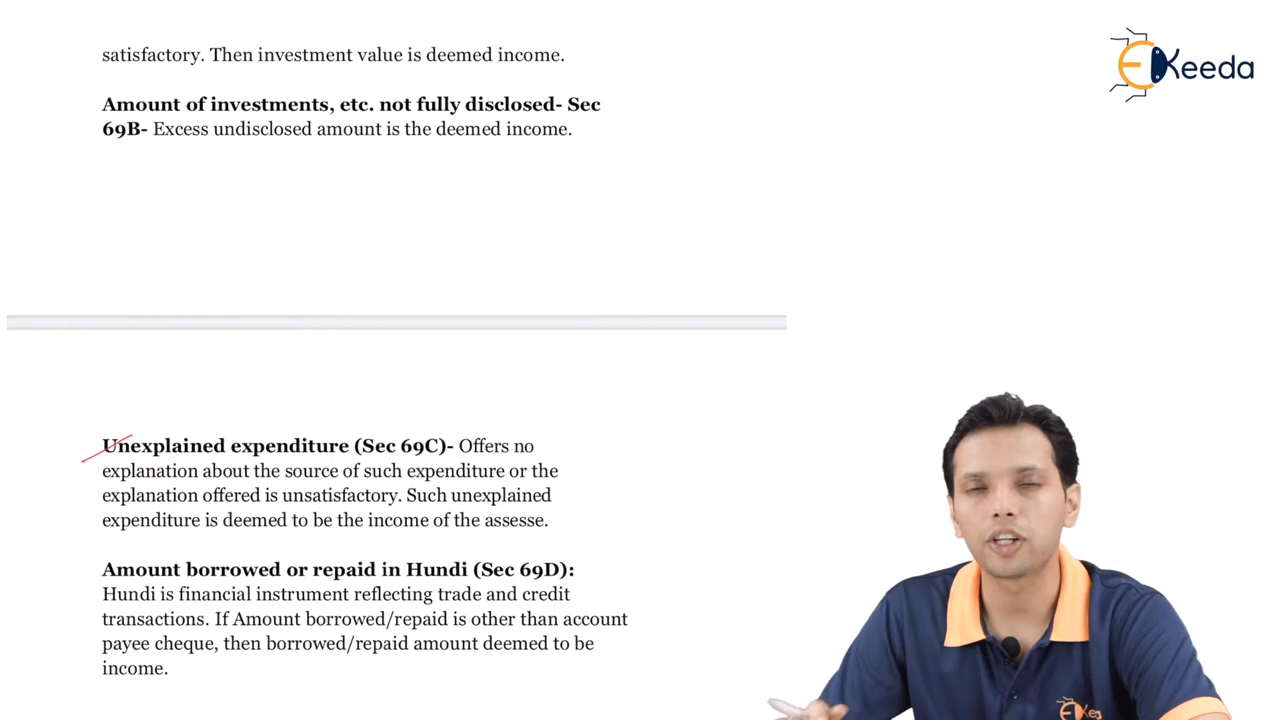 satisfactory. Then investment value is deemed income.
Amount of investments, etc. not fully disclosed- Sec
69B- Excess undisclosed amount is the deemed income.
EKeeda
Unexplained expenditure (Sec 69C)- Offers no
explanation about the source of such expenditure or the
explanation offered is unsatisfactory. Such unexplained
expenditure is deemed to be the income of the assesse.
Amount borrowed or repaid in Hundi (Sec 69D):
Hundi is financial instrument reflecting trade and credit
transactions. If Amount borrowed/repaid is other than account
payee cheque, then borrowed/repaid amount deemed to be
income.